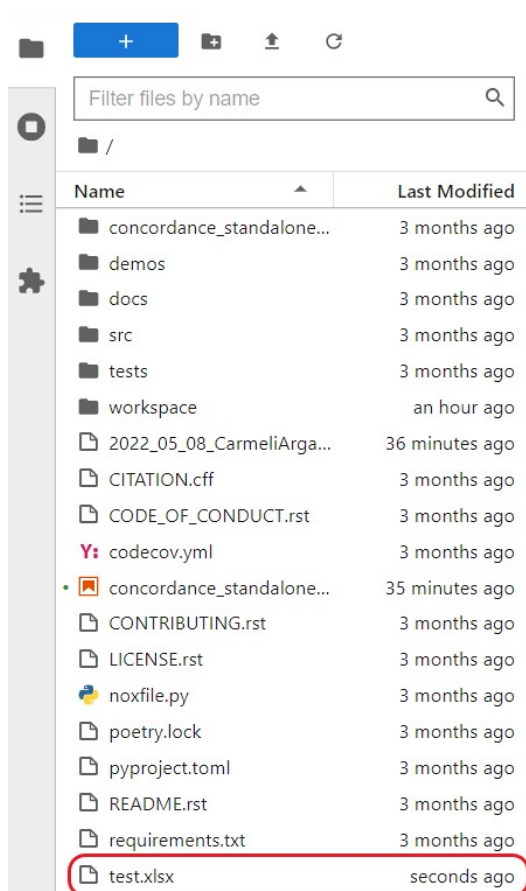 Filter files by name
/
Name Last Modified
concordance_standalone... 3 months ago
demos 3 months ago
docs 3 months ago
src 3 months ago
tests 3 months ago
workspace an hour ago
2022_05_08_CarmeliArga... 36 minutes ago
CITATION.cff 3 months ago
CODE_OF_CONDUCT.rst 3 months ago
Y: codecov.yml 3 months ago
concordance_standalone... 35 minutes ago
CONTRIBUTING.rst 3 months ago
LICENSE.rst 3 months ago
noxfile.py 3 months ago
poetry.lock 3 months ago
pyproject.toml 3 months ago
README.rst 3 months ago
requirements.txt 3 months ago
test.xlsx seconds ago